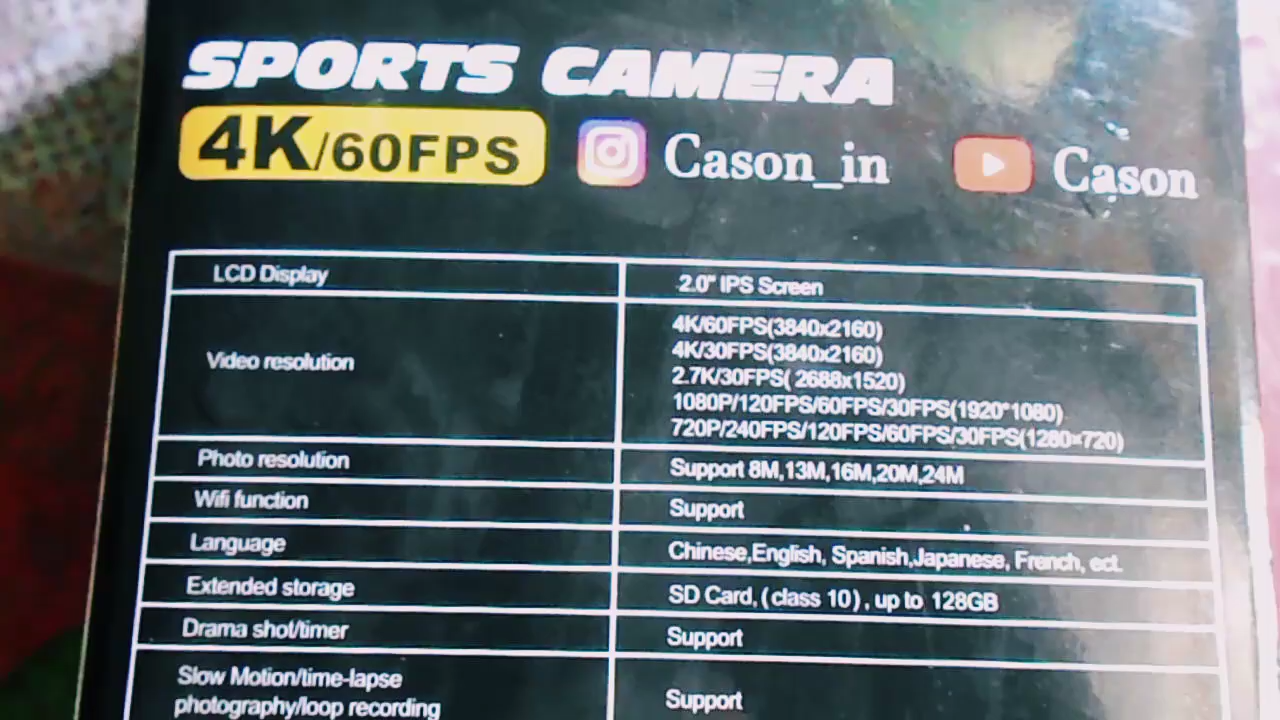 SPORTS CAMERA
4K/60FPS Cason_in Cason
LCD Display 2.0" IPS Screen
Video resolution
4K/60FPS(3840x2160)
4K/30FPS(3840x2160)
2.7K/30FPS( 2688x1520)
1080P/120FPS/60FPS/30FPS(1920*1080)
720P/240FPS/120FPS/60FPS/30FPS(1280×720)
Photo resolution Support 8M,13M,16M,20M,24M
Wifi function Support
Language Chinese,English, Spanish,Japanese, French, ect.
Extended storage SD Card, (class 10) , up to 128GB
Drama shot/timer Support
Slow Motion/time-lapse
photography/loop recording Support